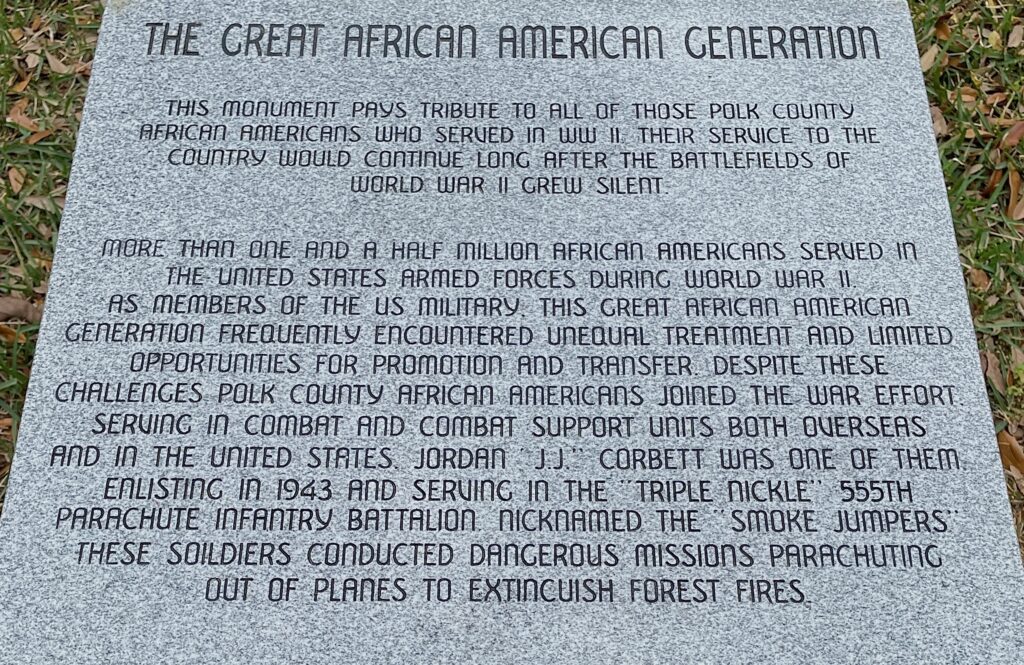 THE GREAT AFRICAN AMERICAN GENERATION
THIS MONUMENT PAYS TRIBUTE TO ALL OF THOSE POLK COUNTY
AFRICAN AMERICANS WHO SERVED IN WW II. THEIR SERVICE TO THE
COUNTRY WOULD CONTINUE LONG AFTER THE BATTLEFIELDS OF
WORLD WAR II GREW SILENT.
MORE THAN ONE AND A HALF MILLION AFRICAN AMERICANS SERVED IN
THE UNITED STATES ARMED FORCES DURING WORLD WAR II.
AS MEMBERS OF THE US MILITARY, THIS GREAT AFRICAN AMERICAN
GENERATION FREQUENTLY ENCOUNTERED UNEQUAL TREATMENT AND LIMITED
OPPORTUNITIES FOR PROMOTION AND TRANSFER. DESPITE THESE
CHALLENGES POLK COUNTY AFRICAN AMERICANS JOINED THE WAR EFFORT.
SERVING IN COMBAT AND COMBAT SUPPORT UNITS BOTH OVERSEAS
AND IN THE UNITED STATES. JORDAN "J.J." CORBETT WAS ONE OF THEM.
ENLISTING IN 1943 AND SERVING IN THE "TRIPLE NICKLE" 555TH
PARACHUTE INFANTRY BATTALION. NICKNAMED THE "SMOKE JUMPERS"
THESE SOILDIERS CONDUCTED DANGEROUS MISSIONS PARACHUTING
OUT OF PLANES TO EXTINGUISH FOREST FIRES.